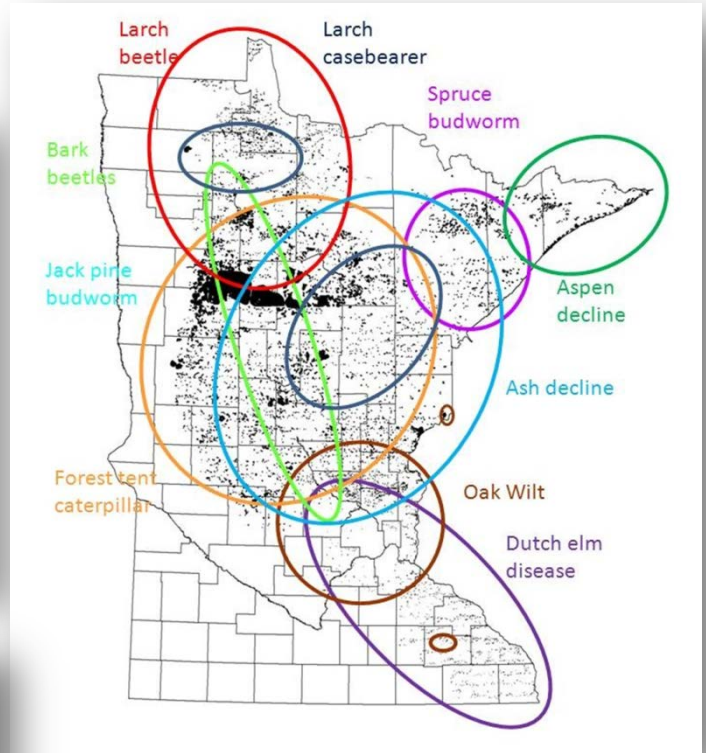 Larch
beetle
Larch
casebearer
Spruce
budworm
Bark
beetles
Jack pine
budworm
Aspen
decline
Ash decline
Forest tent
caterpillar
Oak Wilt
Dutch elm
disease